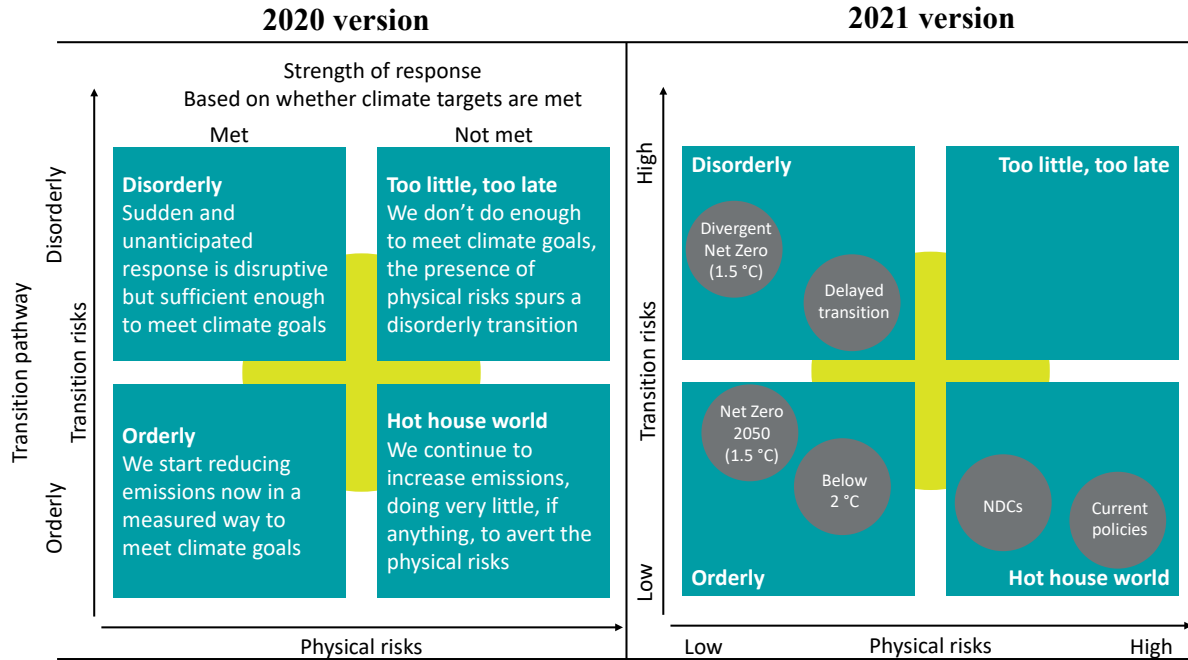 2020 version
2021 version
Strength of response
Based on whether climate targets are met
Met
Not met
Transition pathway
Disorderly
Orderly
Transition risks
Disorderly
Sudden and
unanticipated
response is disruptive
but sufficient enough
to meet climate goals
Too little, too late
We don’t do enough
to meet climate goals,
the presence of
physical risks spurs a
disorderly transition
Orderly
We start reducing
emissions now in a
measured way to
meet climate goals
Hot house world
We continue to
increase emissions,
doing very little, if
anything, to avert the
physical risks
Physical risks
High
Transition risks
Low
Disorderly
Divergent
Net Zero
(1.5 °C)
Delayed
transition
Too little, too late
Net Zero
2050
(1.5 °C)
Below
2 °C
Orderly
NDCs
Current
policies
Hot house world
Low
Physical risks
High